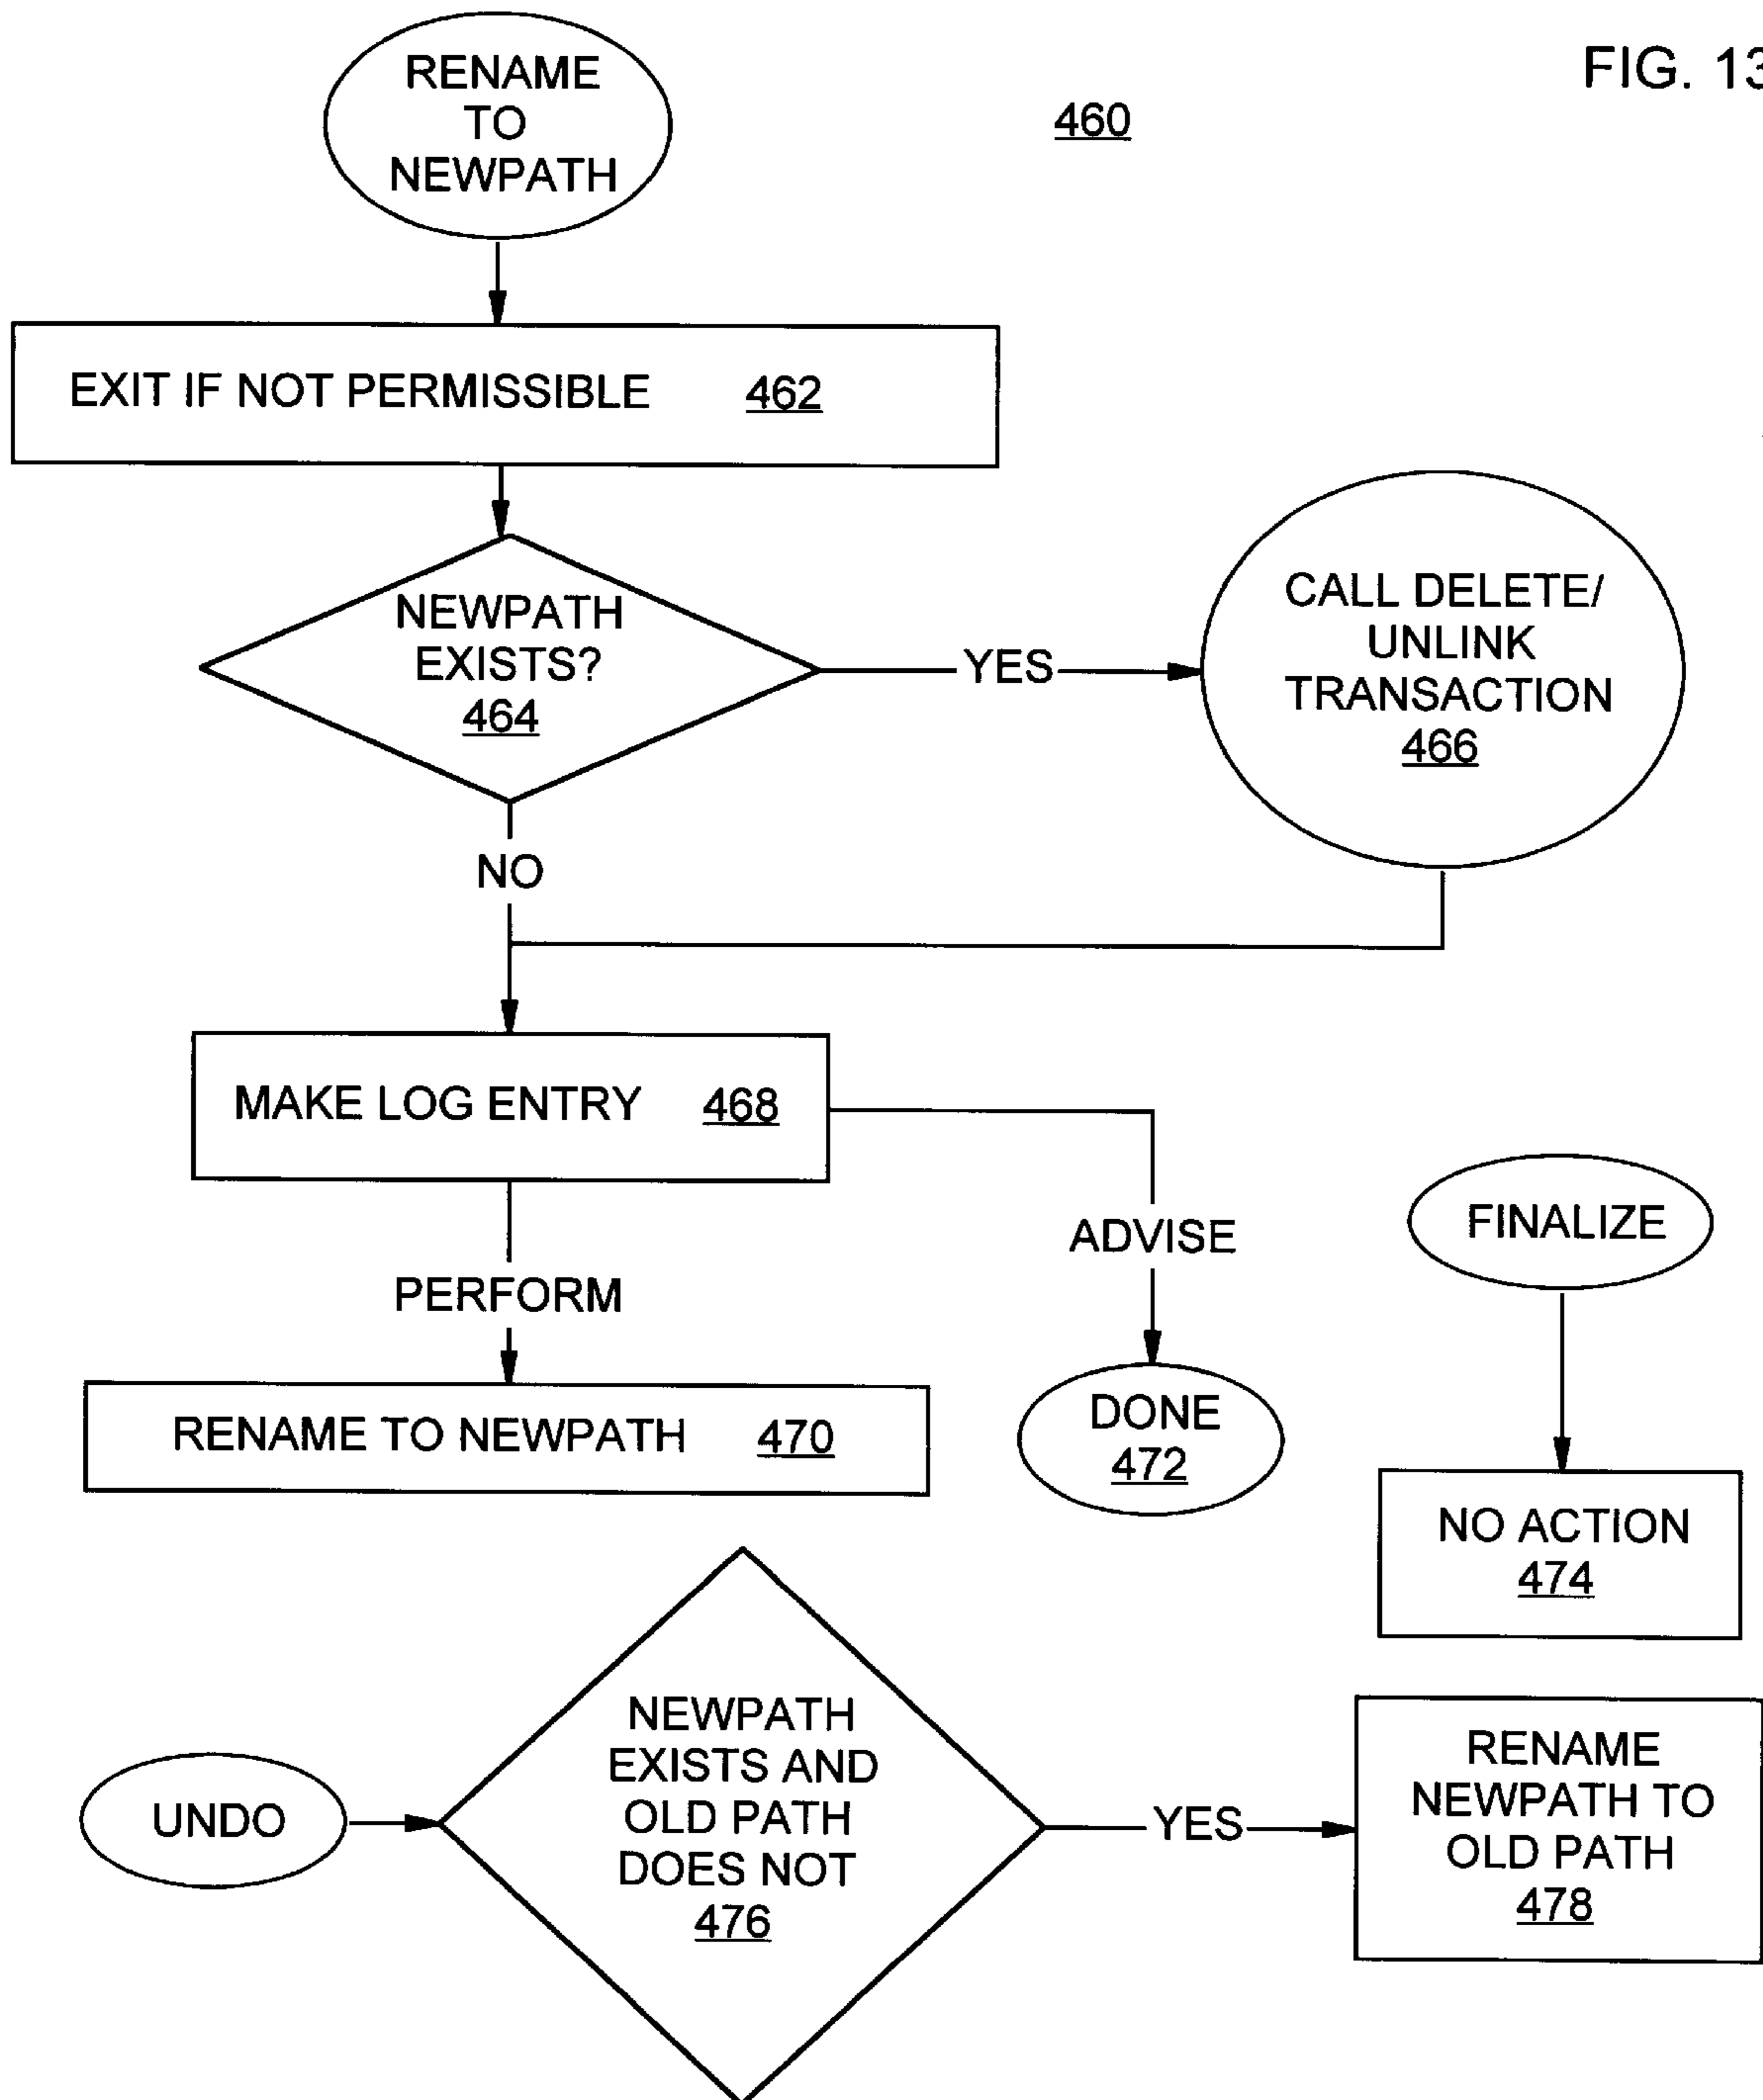 FIG. 13
460
RENAME
TO
NEWPATH
EXIT IF NOT PERMISSIBLE 462
NEWPATH
EXISTS?
464
YES
CALL DELETE/
UNLINK
TRANSACTION
466
NO
MAKE LOG ENTRY 468
ADVISE
PERFORM
RENAME TO NEWPATH 470
DONE
472
FINALIZE
NO ACTION
474
UNDO
NEWPATH
EXISTS AND
OLD PATH
DOES NOT
476
YES
RENAME
NEWPATH TO
OLD PATH
478